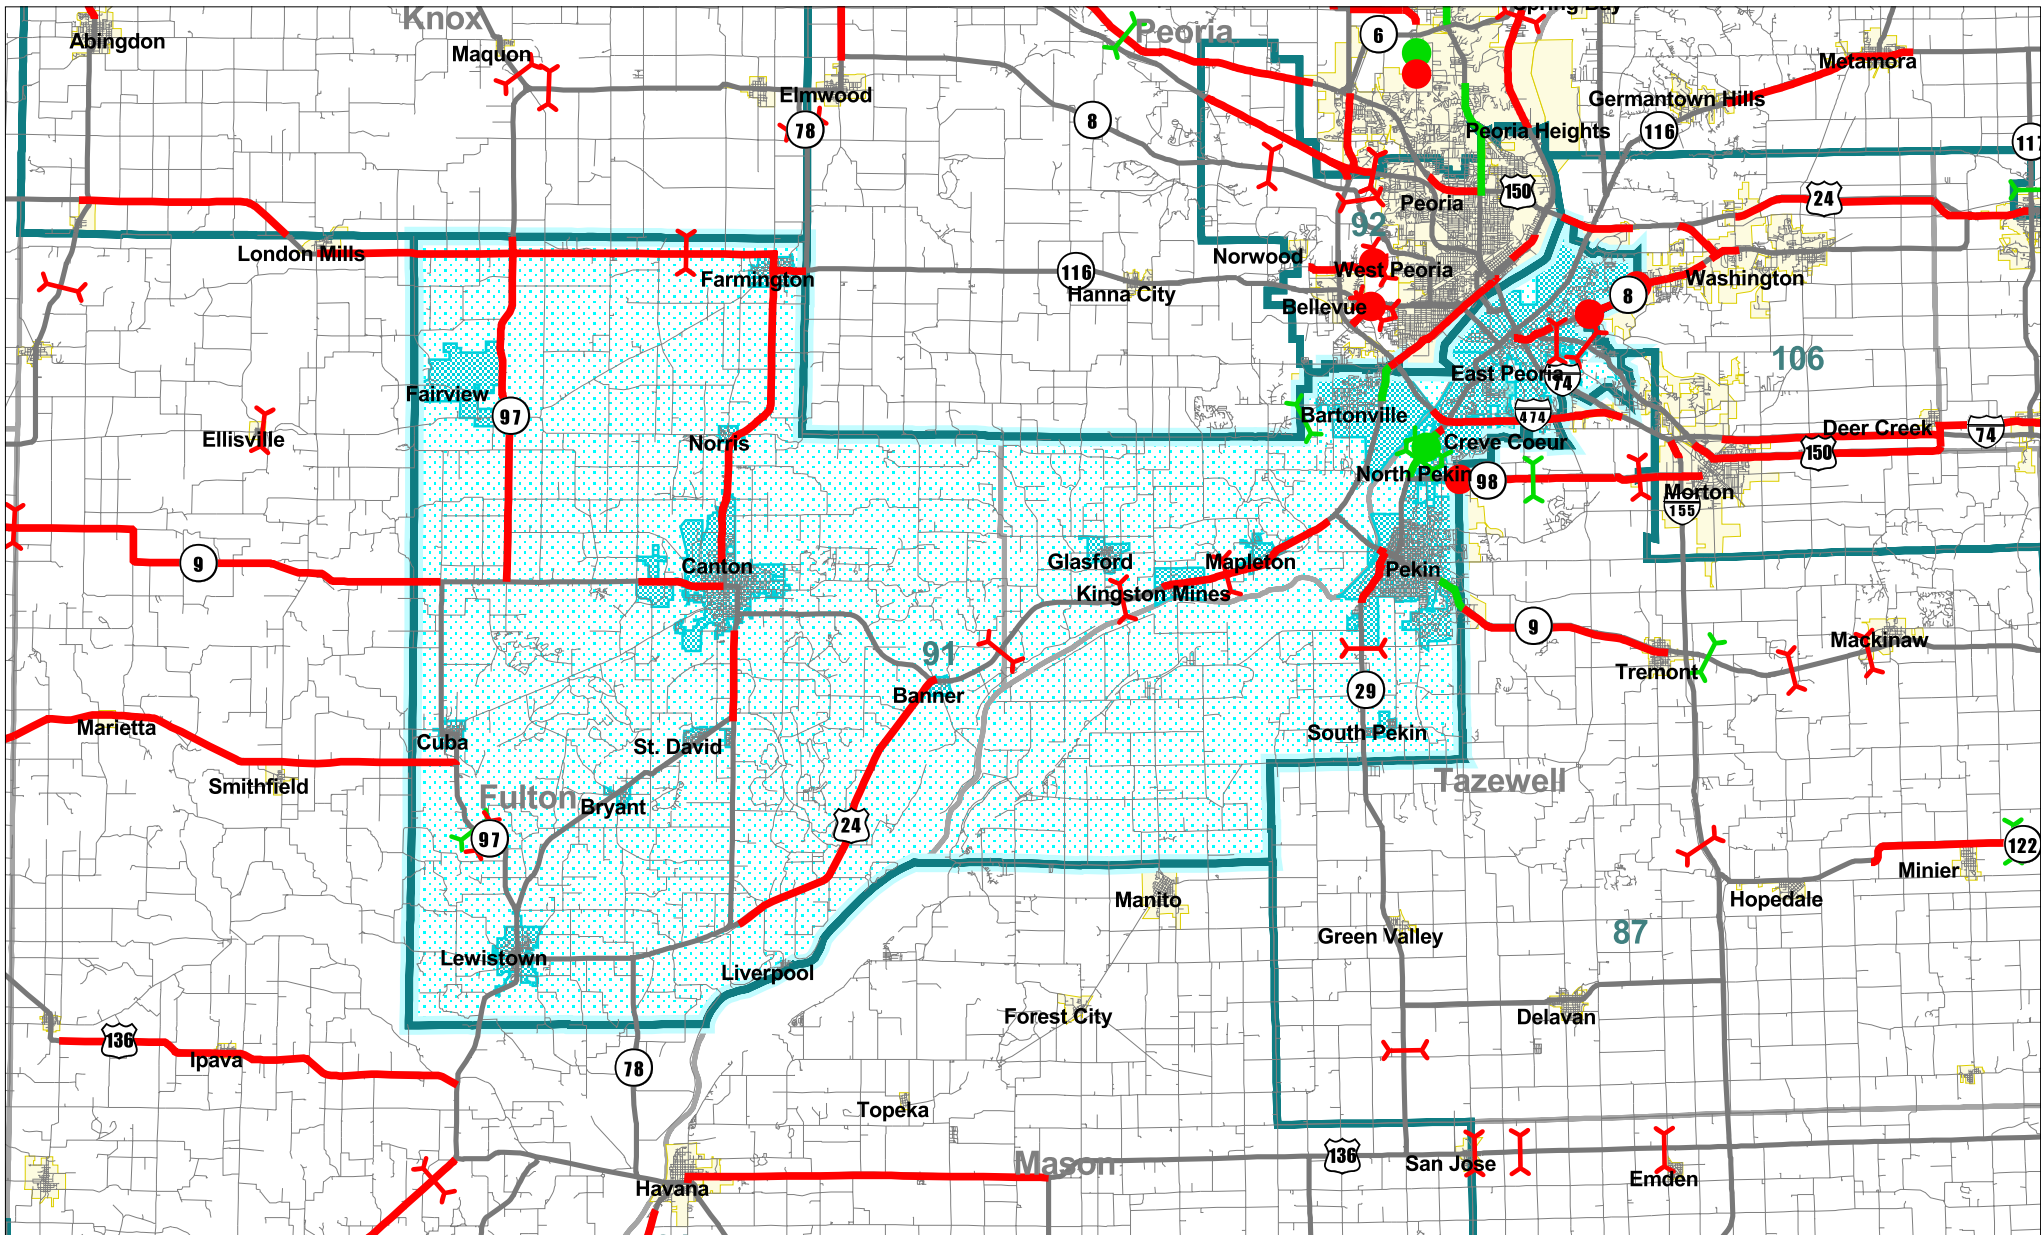 Knox
Peoria
Spring Bay
Abingdon
Maquon
6
Metamora
Elmwood
Germantown Hills
78
8
Peoria Heights
116
117
150
Peoria
24
92
London Mills
Farmington
116
Hanna City
Norwood
West Peoria
Washington
Bellevue
8
Fairview
97
East Peoria
74
106
Ellisville
Norris
Bartonville
474
Creve Coeur
Deer Creek
74
150
North Pekin
98
Morton
155
9
Canton
Glasford
Mapleton
Kingston Mines
Pekin
9
Mackinaw
Tremont
91
Banner
29
Marietta
Cuba
St. David
South Pekin
Smithfield
Fulton
Bryant
Tazewell
97
24
122
Minier
Manito
Hopedale
Green Valley
87
Lewistown
Liverpool
Forest City
Delavan
136
Ipava
78
Topeka
136
Mason
San Jose
Havana
Emden